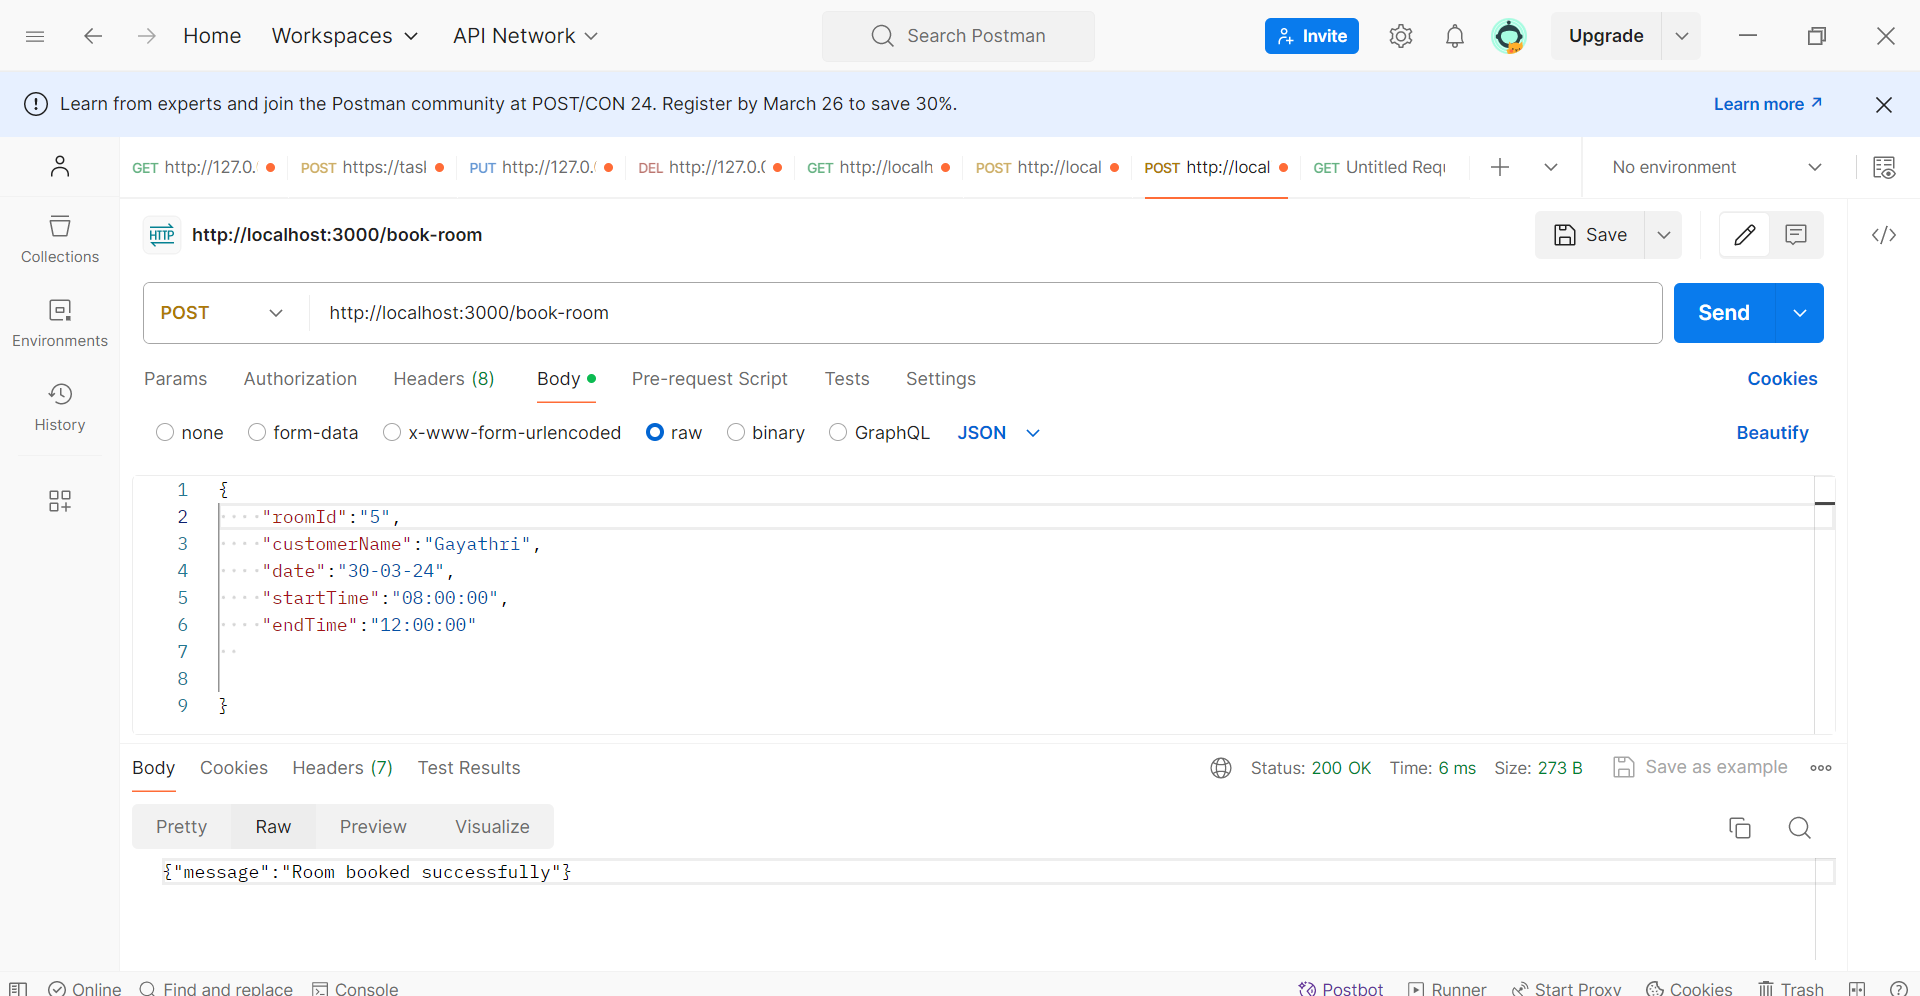 Home Workspaces API Network Search Postman Invite Upgrade
Learn from experts and join the Postman community at POST/CON 24. Register by March 26 to save 30%. Learn more
GET http://127.0. POST https://tasl PUT http://127.0. DEL http://127.0.( GET http://localh POST http://local POST http://local GET Untitled Requ No environment
HTTP http://localhost:3000/book-room Save
Collections
POST http://localhost:3000/book-room Send
Environments
Params Authorization Headers (8) Body Pre-request Script Tests Settings Cookies
History
none form-data x-www-form-urlencoded raw binary GraphQL JSON Beautify
1 {
2 "roomId":"5",
3 "customerName":"Gayathri",
4 "date":"30-03-24",
5 "startTime":"08:00:00",
6 "endTime":"12:00:00"
7
8
9 }
Body Cookies Headers (7) Test Results Status: 200 OK Time: 6 ms Size: 273 B Save as example
Pretty Raw Preview Visualize
{"message":"Room booked successfully"}
Online Find and replace Console Postbot Runner Start Proxy Cookies Trash